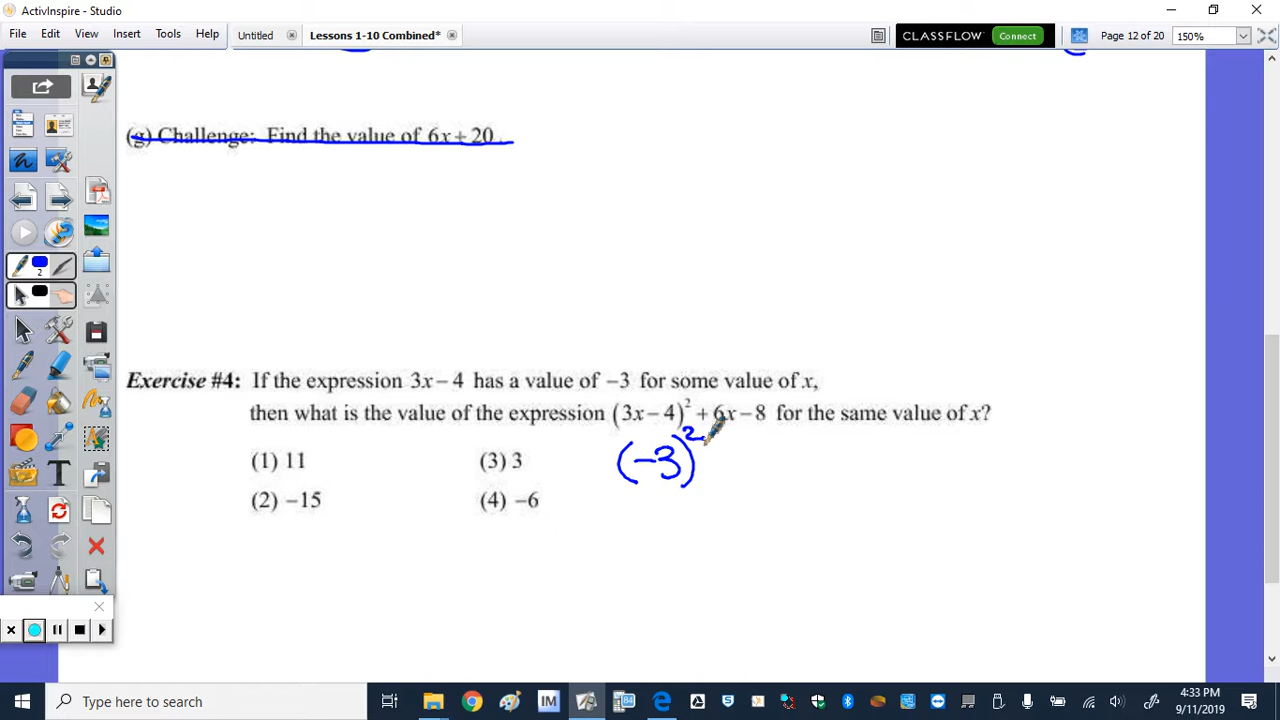 ActivInspire - Studio
File Edit View Insert Tools Help Untitled Lessons 1-10 Combined* CLASSFLOW Connect Page 12 of 20 150%
(g) Challenge: Find the value of 6x + 20.
Exercise #4: If the expression 3x − 4 has a value of −3 for some value of x,
then what is the value of the expression (3x − 4)² + 6x − 8 for the same value of x?
(−3)²
(1) 11 (3) 3
(2) −15 (4) −6
2
T
Type here to search
IM
4:33 PM
9/11/2019